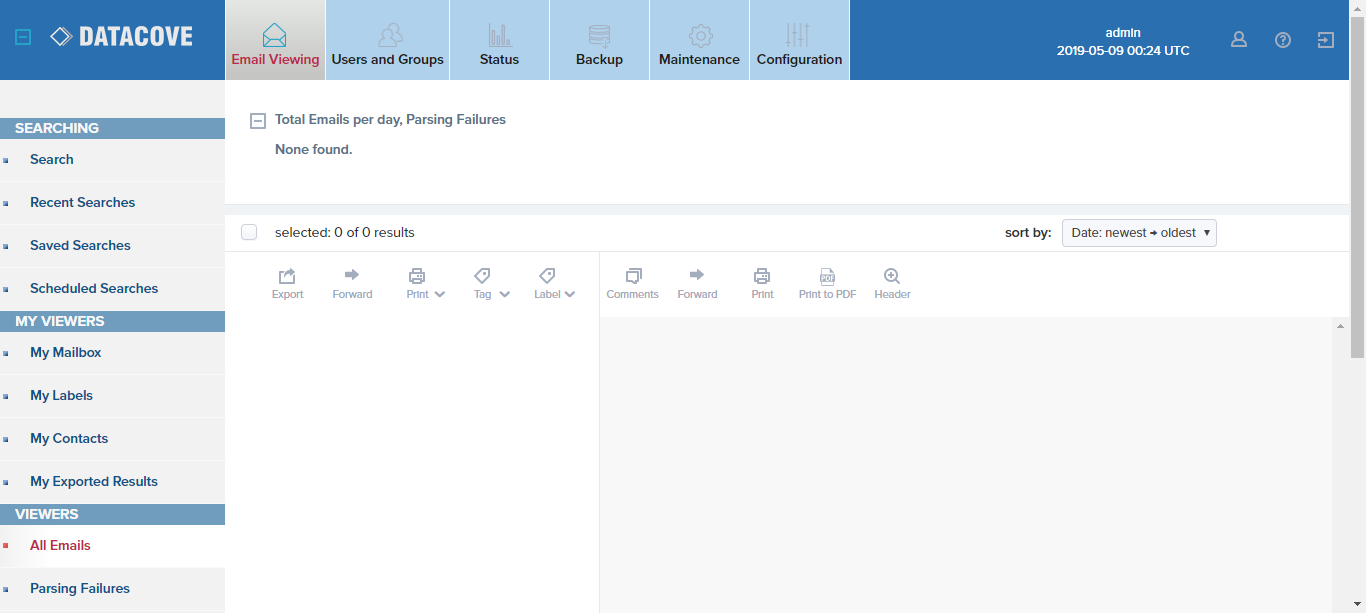 DATACOVE
Email Viewing
Users and Groups
Status
Backup
Maintenance
Configuration
admin
2019-05-09 00:24 UTC
SEARCHING
Search
Recent Searches
Saved Searches
Scheduled Searches
MY VIEWERS
My Mailbox
My Labels
My Contacts
My Exported Results
VIEWERS
All Emails
Parsing Failures
Total Emails per day, Parsing Failures
None found.
selected: 0 of 0 results
sort by:
Date: newest → oldest
Export
Forward
Print
Tag
Label
Comments
Forward
Print
PDF
Print to PDF
Header